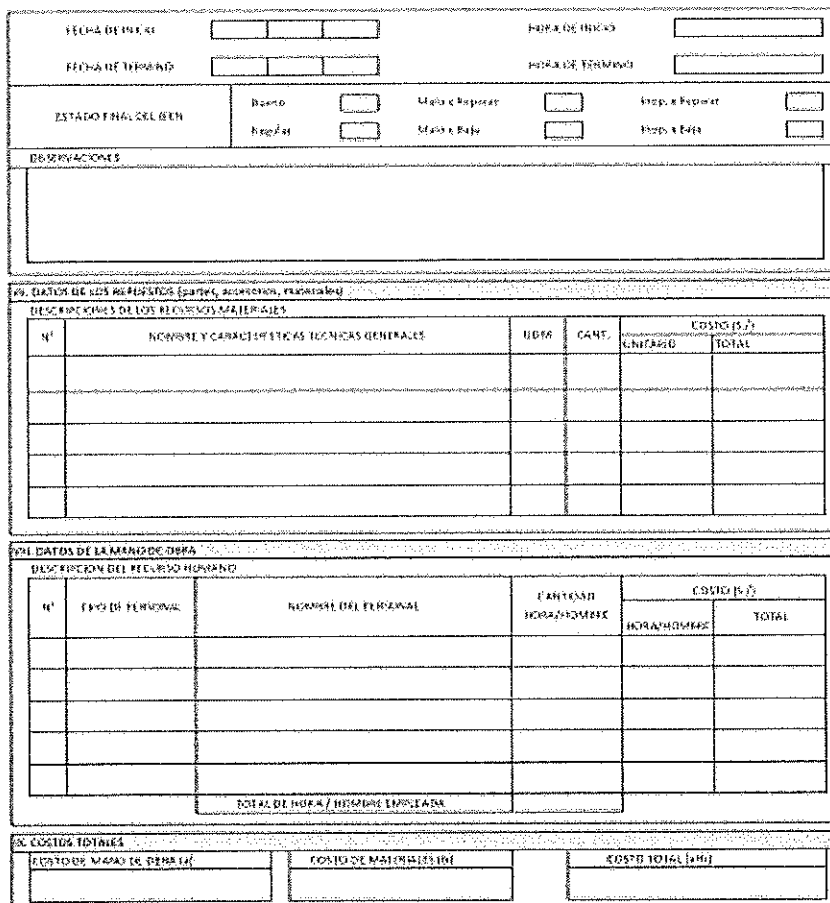 FECHA DE INICIO HORA DE INICIO
FECHA DE TERMINO HORA DE TERMINO
ESTADO FINAL DEL BIEN
Bueno Malo x Reparar Inop. x Reparar
Regular Malo x Baja Inop. x Baja
OBSERVACIONES
DATOS DE LOS REPUESTOS (partes, accesorios, materiales)
DESCRIPCIONES DE LOS RECURSOS MATERIALES
N° NOMBRE Y CARACTERISTICAS TECNICAS GENERALES CANT. COSTO (S/)
UNITARIO TOTAL
VIII. DATOS DE LA MANO DE OBRA
DESCRIPCION DEL RECURSO HUMANO
N° TIPO DE PERSONAL NOMBRE DEL PERSONAL CANTIDAD HORA/HOMBRE COSTO (S/)
HORA/HOMBRE TOTAL
TOTAL DE HORA / HOMBRE EMPLEADA
IX. COSTOS TOTALES
COSTO DE MANO DE OBRA COSTO DE MATERIALES COSTO TOTAL